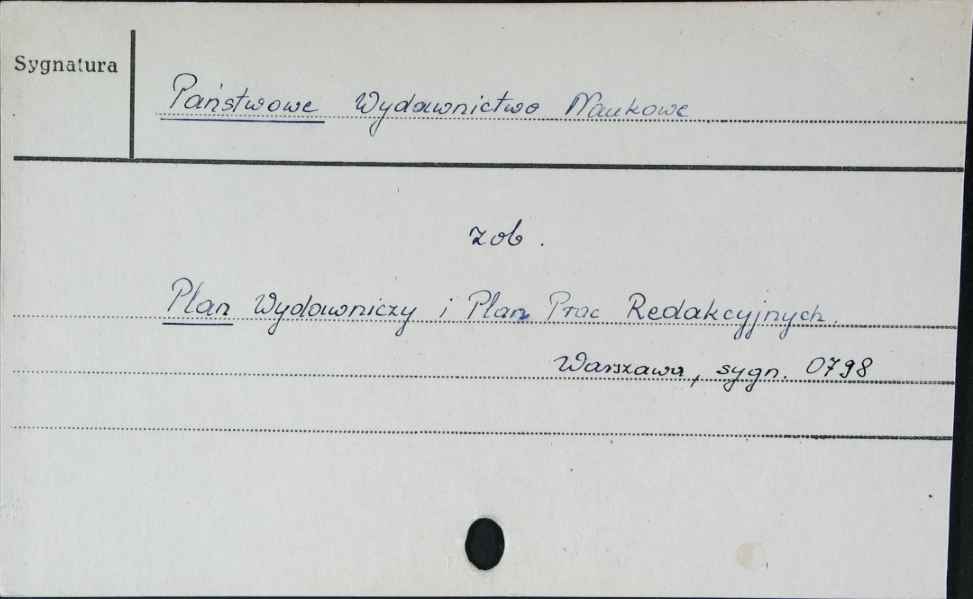 Sygnatura
Państwowe Wydawnictwo Naukowe
zob.
Plan Wydawniczy i Plan Prac Redakcyjnych.
Warszawa, sygn. 0798